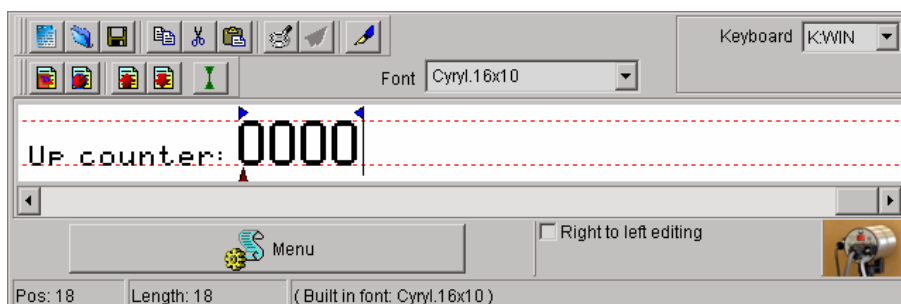 Keyboard K:WIN
Font Cyryl.16x10
Up counter: 0000
Menu
Right to left editing
Pos: 18 Length: 18 ( Built in font: Cyryl.16x10 )